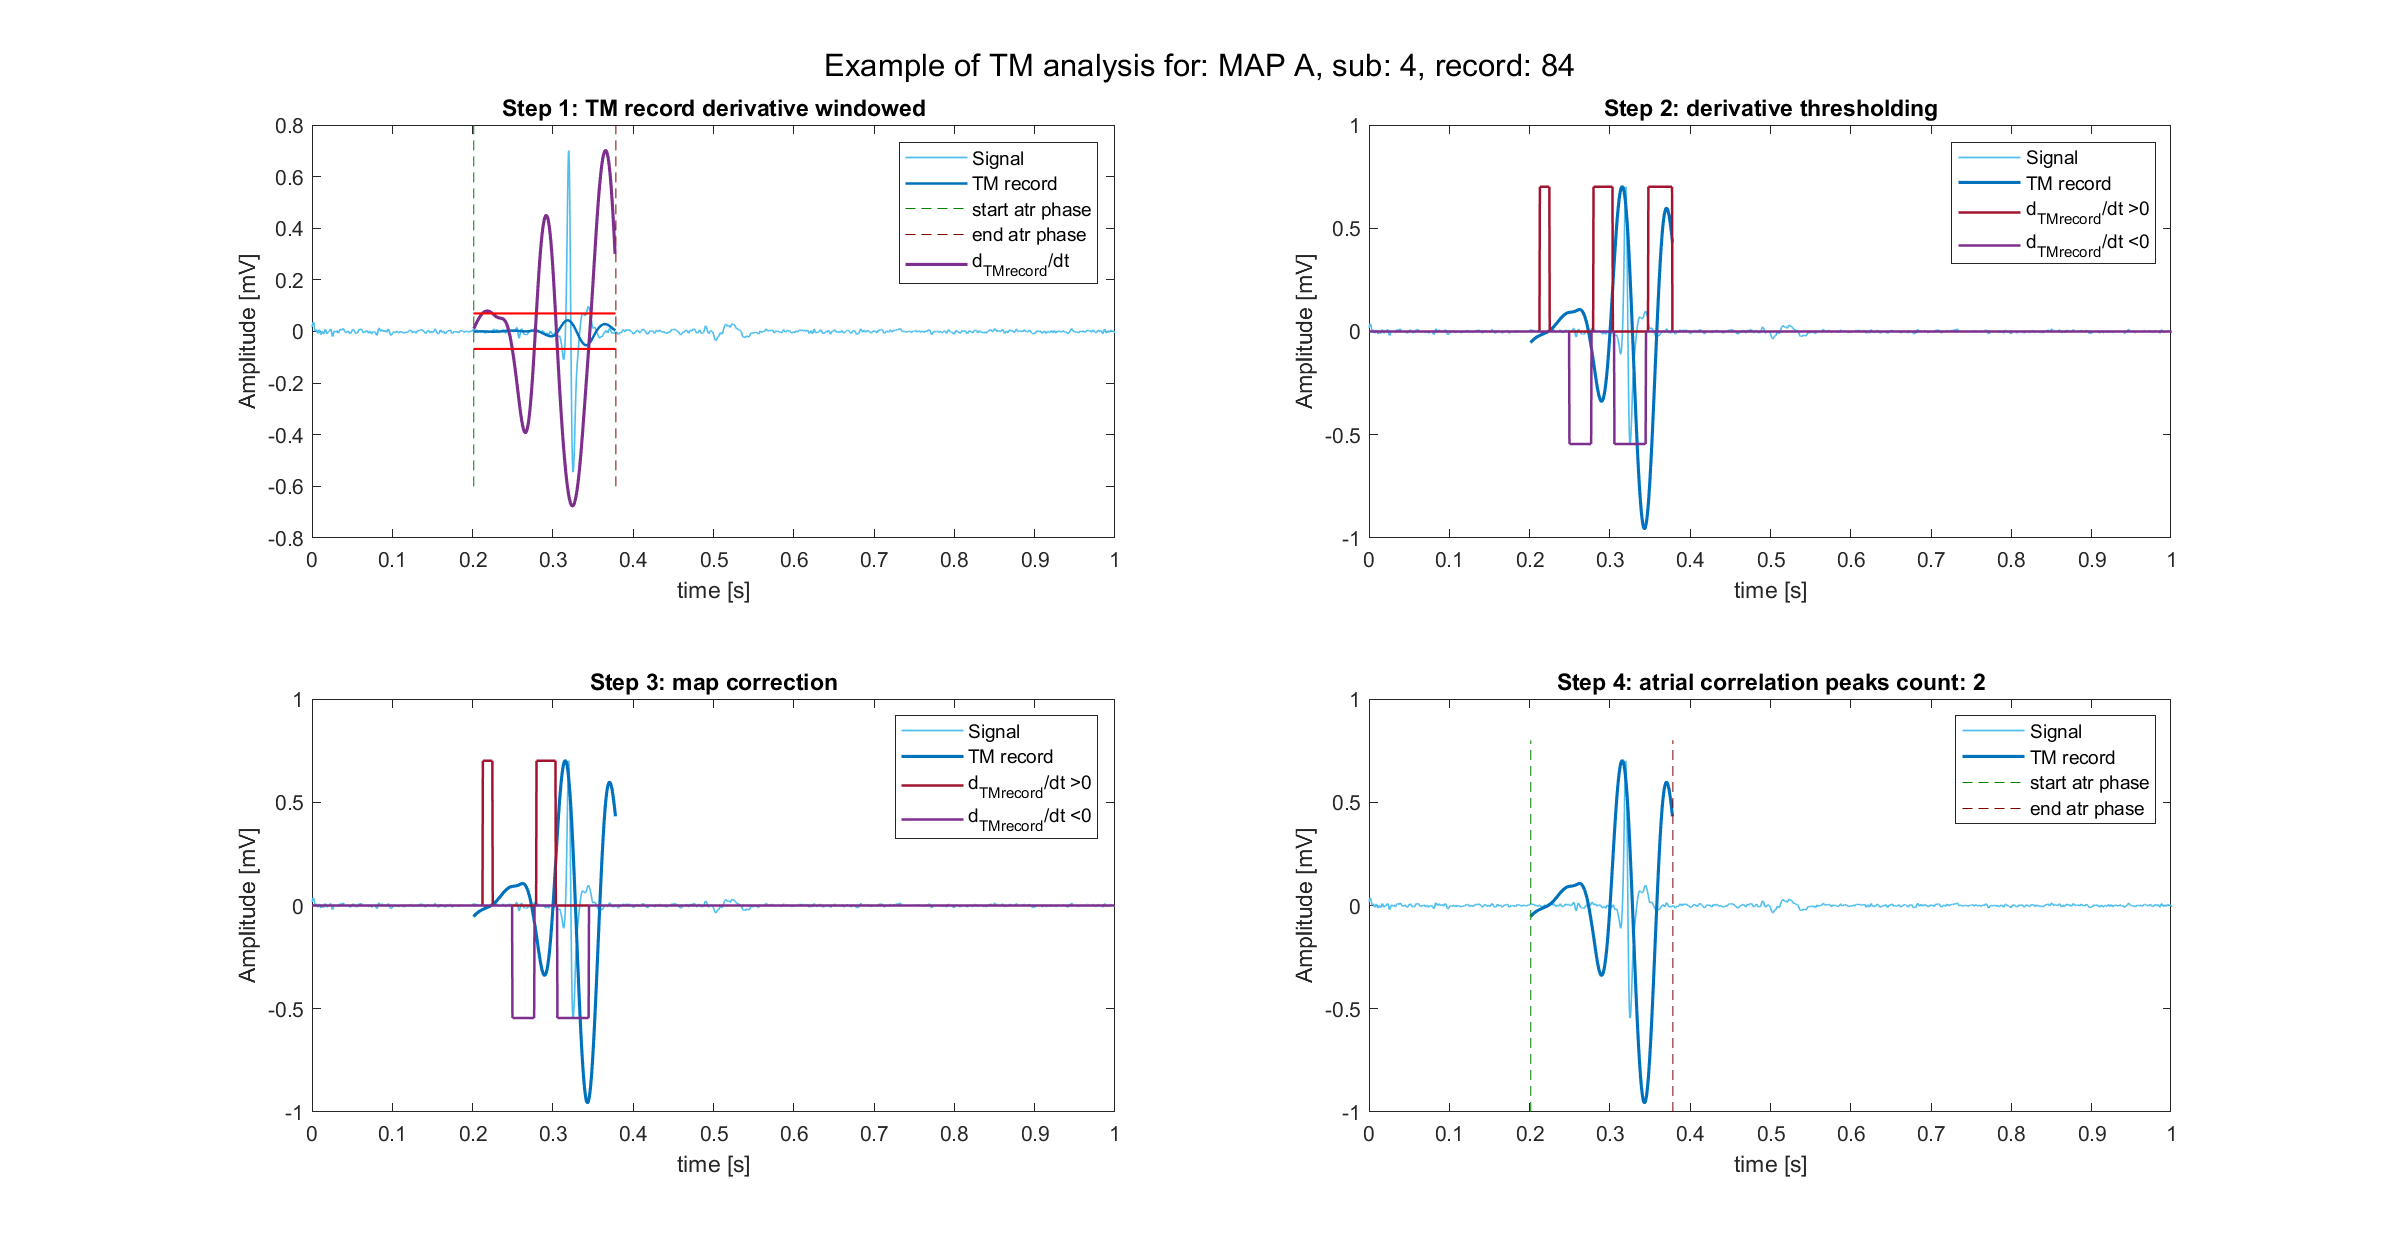 Example of TM analysis for: MAP A, sub: 4, record: 84
Step 1: TM record derivative windowed
0.8
0.6
0.4
0.2
0
-0.2
-0.4
-0.6
-0.8
Amplitude [mV]
0 0.1 0.2 0.3 0.4 0.5 0.6 0.7 0.8 0.9 1
time [s]
Signal
TM record
start atr phase
end atr phase
dTMrecord/dt
Step 2: derivative thresholding
1
0.5
0
-0.5
-1
Amplitude [mV]
0 0.1 0.2 0.3 0.4 0.5 0.6 0.7 0.8 0.9 1
time [s]
Signal
TM record
dTMrecord/dt >0
dTMrecord/dt <0
Step 3: map correction
1
0.5
0
-0.5
-1
Amplitude [mV]
0 0.1 0.2 0.3 0.4 0.5 0.6 0.7 0.8 0.9 1
time [s]
Signal
TM record
dTMrecord/dt >0
dTMrecord/dt <0
Step 4: atrial correlation peaks count: 2
1
0.5
0
-0.5
-1
Amplitude [mV]
0 0.1 0.2 0.3 0.4 0.5 0.6 0.7 0.8 0.9 1
time [s]
Signal
TM record
start atr phase
end atr phase